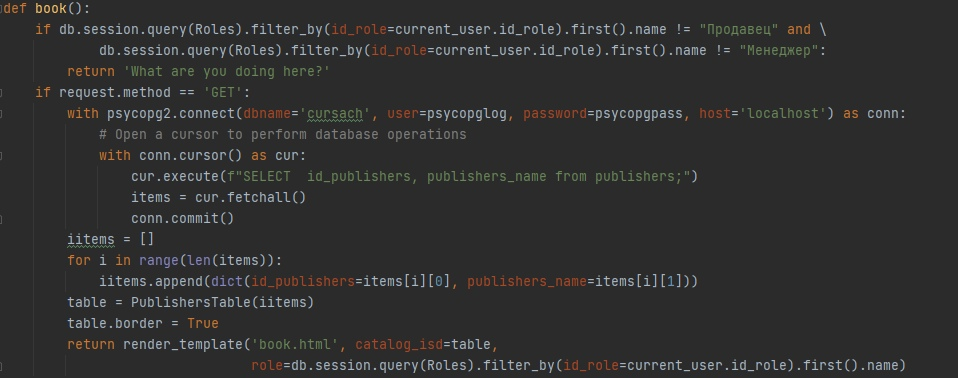 def book():
    if db.session.query(Roles).filter_by(id_role=current_user.id_role).first().name != "Продавец" and \
            db.session.query(Roles).filter_by(id_role=current_user.id_role).first().name != "Менеджер":
        return 'What are you doing here?'
    if request.method == 'GET':
        with psycopg2.connect(dbname='cursach', user=psycopglog, password=psycopgpass, host='localhost') as conn:
            # Open a cursor to perform database operations
            with conn.cursor() as cur:
                cur.execute(f"SELECT  id_publishers, publishers_name from publishers;")
                items = cur.fetchall()
                conn.commit()
        iitems = []
        for i in range(len(items)):
            iitems.append(dict(id_publishers=items[i][0], publishers_name=items[i][1]))
        table = PublishersTable(iitems)
        table.border = True
        return render_template('book.html', catalog_isd=table,
                               role=db.session.query(Roles).filter_by(id_role=current_user.id_role).first().name)